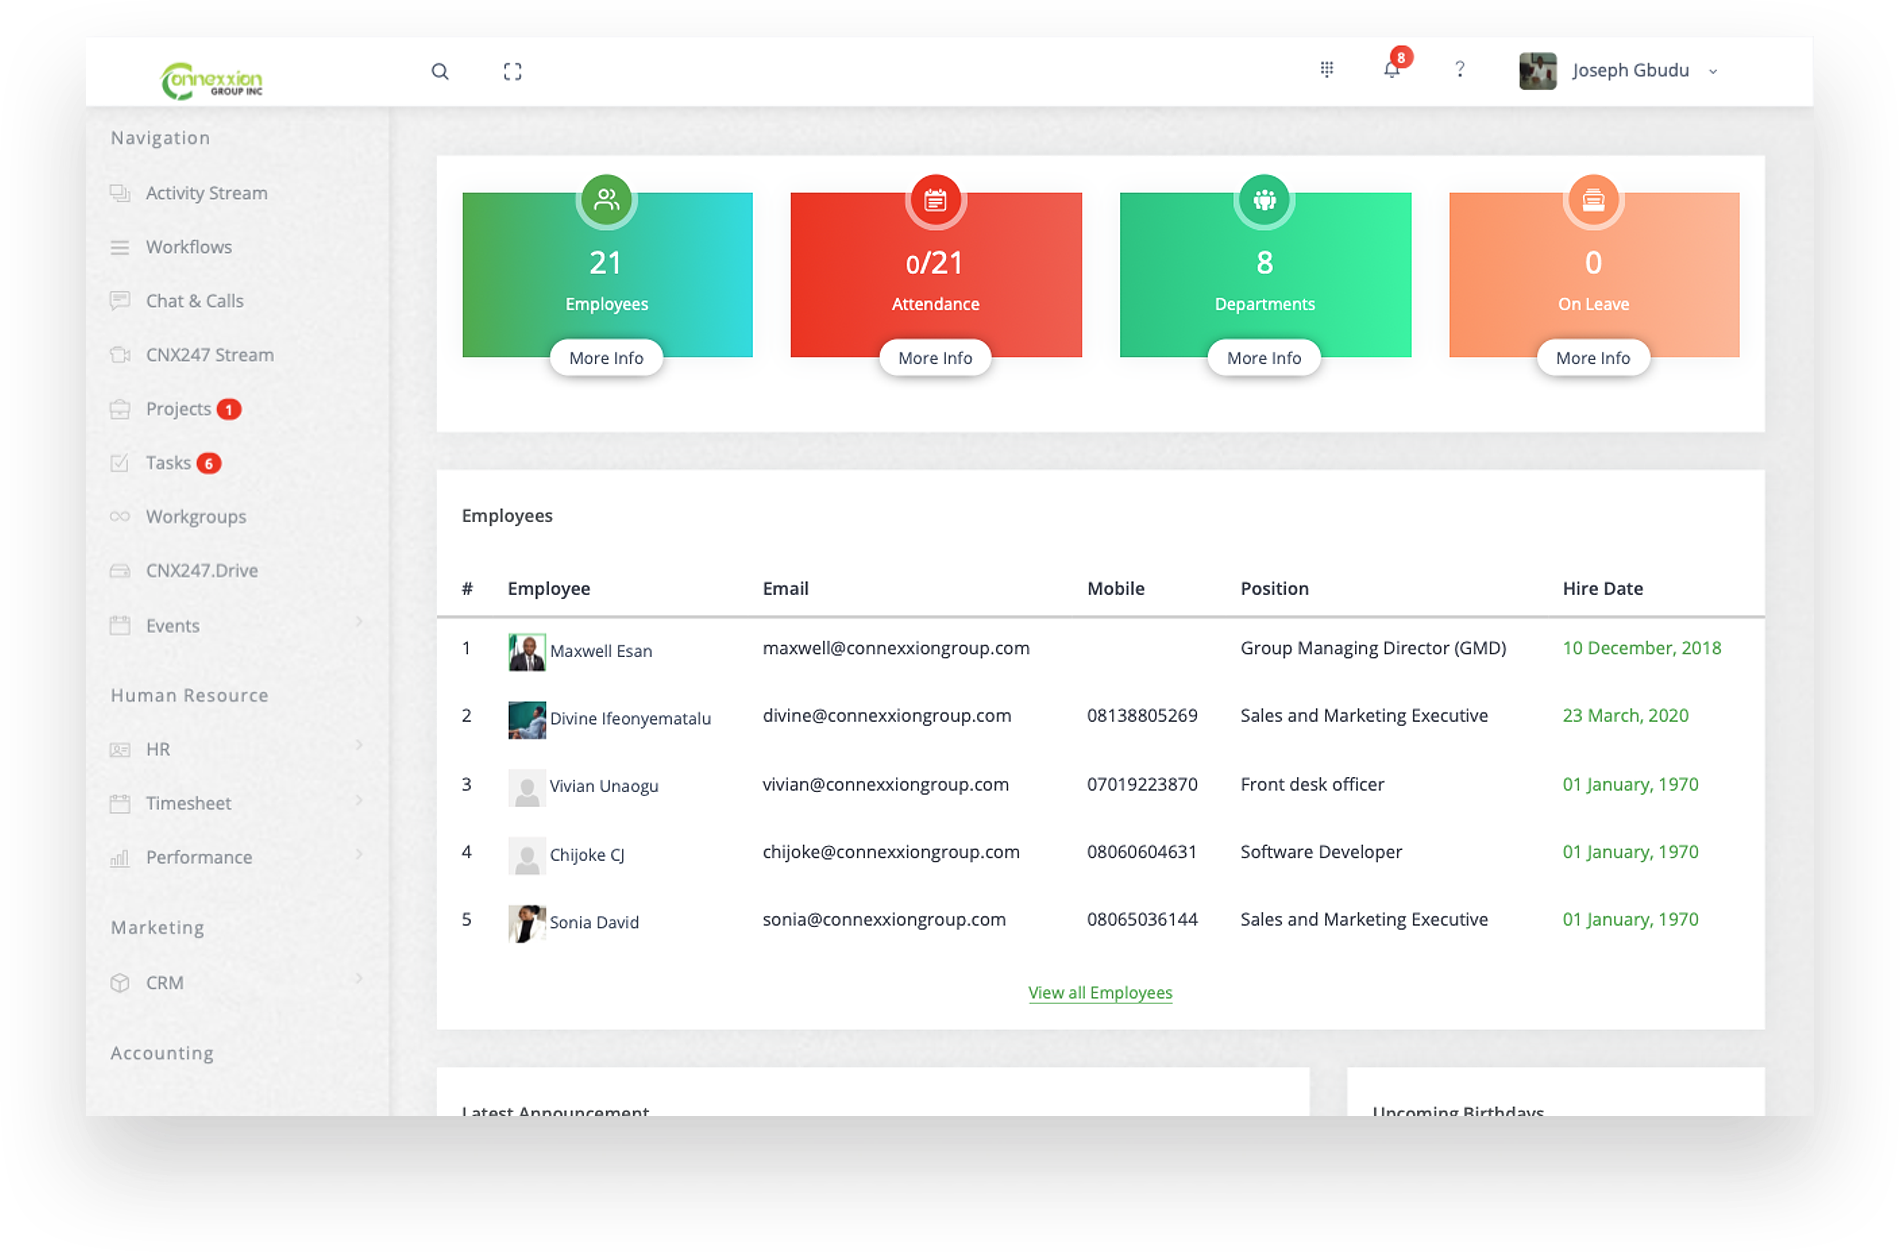 Connexxion
GROUP INC
8
?
Joseph Gbudu
Navigation
Activity Stream
Workflows
Chat & Calls
CNX247 Stream
Projects 1
Tasks 6
Workgroups
CNX247.Drive
Events
Human Resource
HR
Timesheet
Performance
Marketing
CRM
Accounting
21
Employees
More Info
0/21
Attendance
More Info
8
Departments
More Info
0
On Leave
More Info
Employees
# Employee Email Mobile Position Hire Date
1 Maxwell Esan maxwell@connexxiongroup.com Group Managing Director (GMD) 10 December, 2018
2 Divine Ifeonyematalu divine@connexxiongroup.com 08138805269 Sales and Marketing Executive 23 March, 2020
3 Vivian Unaogu vivian@connexxiongroup.com 07019223870 Front desk officer 01 January, 1970
4 Chijoke CJ chijoke@connexxiongroup.com 08060604631 Software Developer 01 January, 1970
5 Sonia David sonia@connexxiongroup.com 08065036144 Sales and Marketing Executive 01 January, 1970
View all Employees
Latest Announcement
Upcoming Birthdays